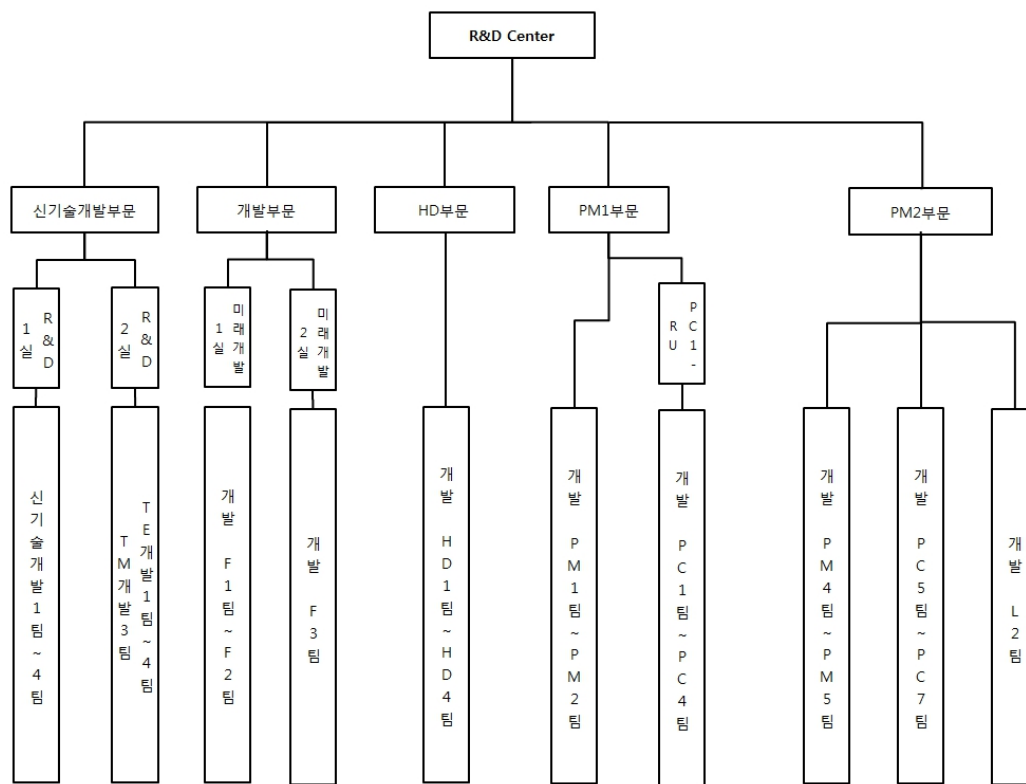 R&D Center
신기술개발부문
개발부문
HD부문
PM1부문
PM2부문
R&D
1실
R&D
2실
미래개발
1실
미래개발
2실
PC1-
RU
신기술개발1팀~4팀
TE개발1팀~4팀
TM개발3팀
개발 F1팀~F2팀
개발 F3팀
개발 HD1팀~HD4팀
개발 PM1팀~PM2팀
개발 PC1팀~PC4팀
개발 PM4팀~PM5팀
개발 PC5팀~PC7팀
개발 L2팀